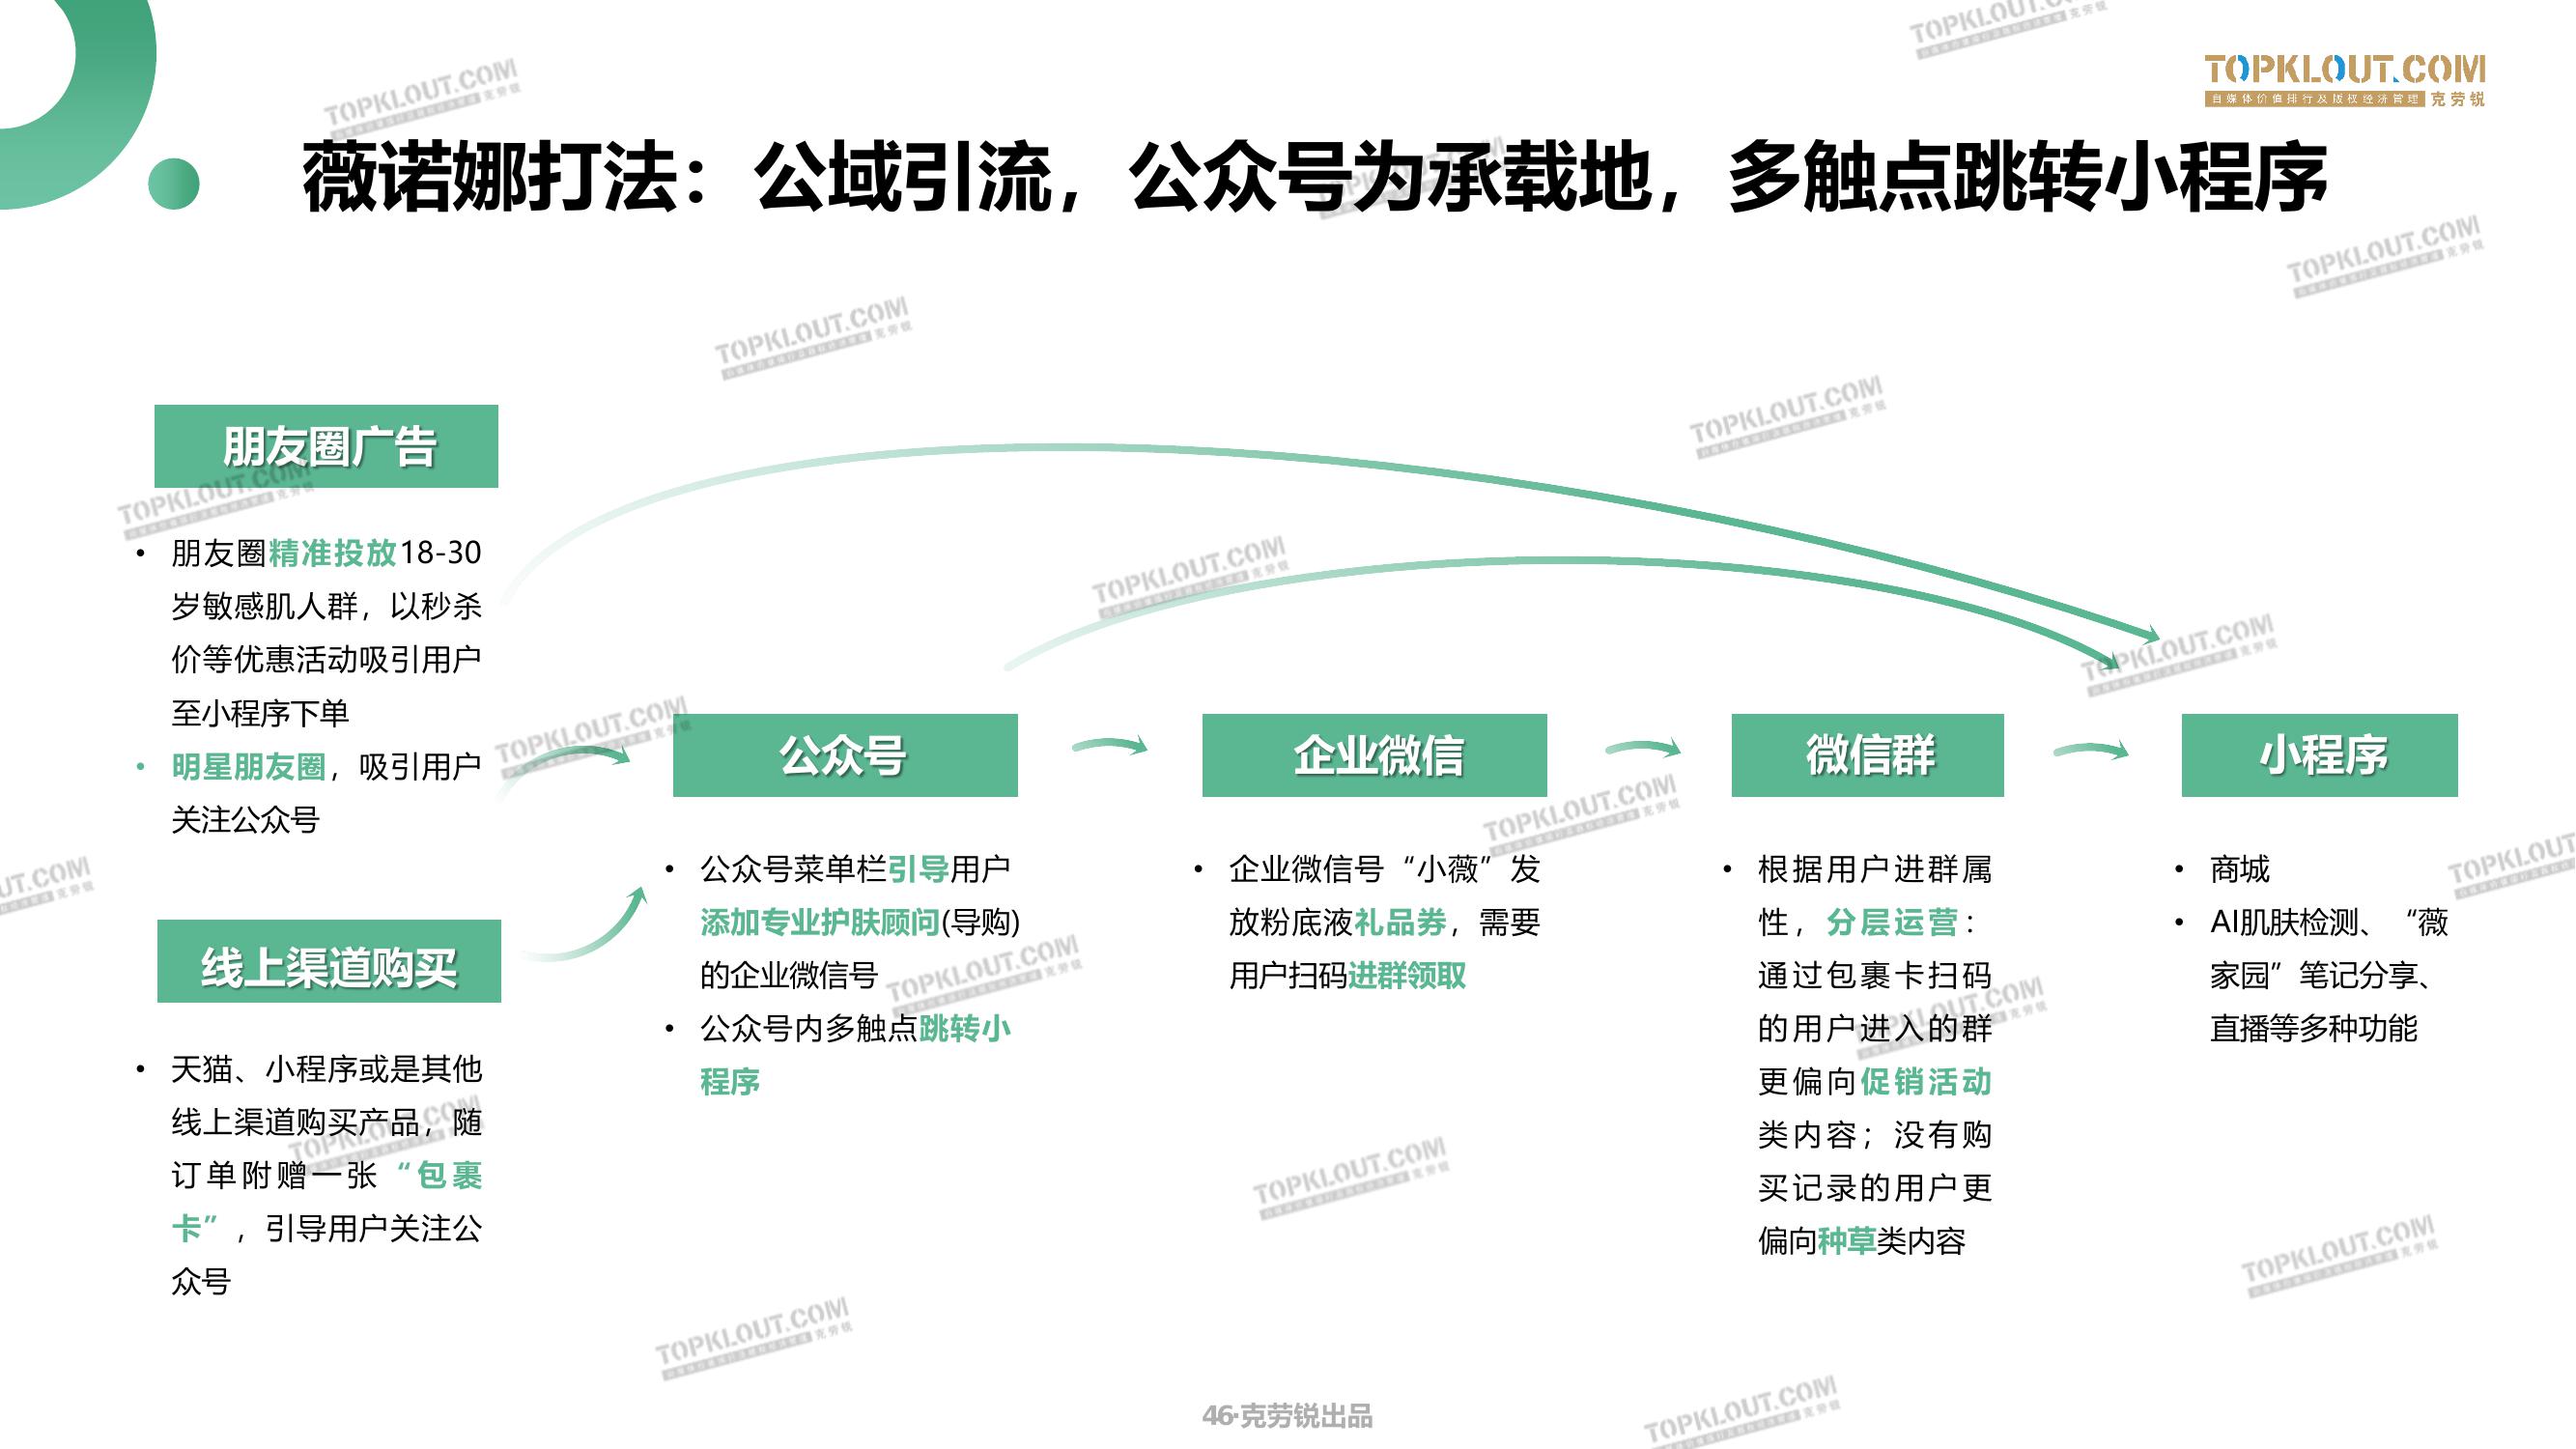 TOPKLOUT.COM
自媒体价值排行及版权经济管理 克劳锐
薇诺娜打法：公域引流，公众号为承载地，多触点跳转小程序
朋友圈广告
• 朋友圈精准投放18-30
岁敏感肌人群，以秒杀
价等优惠活动吸引用户
至小程序下单
• 明星朋友圈，吸引用户
关注公众号
线上渠道购买
• 天猫、小程序或是其他
线上渠道购买产品，随
订单附赠一张“包裹
卡”，引导用户关注公
众号
公众号
• 公众号菜单栏引导用户
添加专业护肤顾问(导购)
的企业微信号
• 公众号内多触点跳转小
程序
企业微信
• 企业微信号“小薇”发
放粉底液礼品券，需要
用户扫码进群领取
微信群
• 根据用户进群属
性，分层运营：
通过包裹卡扫码
的用户进入的群
更偏向促销活动
类内容；没有购
买记录的用户更
偏向种草类内容
小程序
• 商城
• AI肌肤检测、“薇
家园”笔记分享、
直播等多种功能
46·克劳锐出品